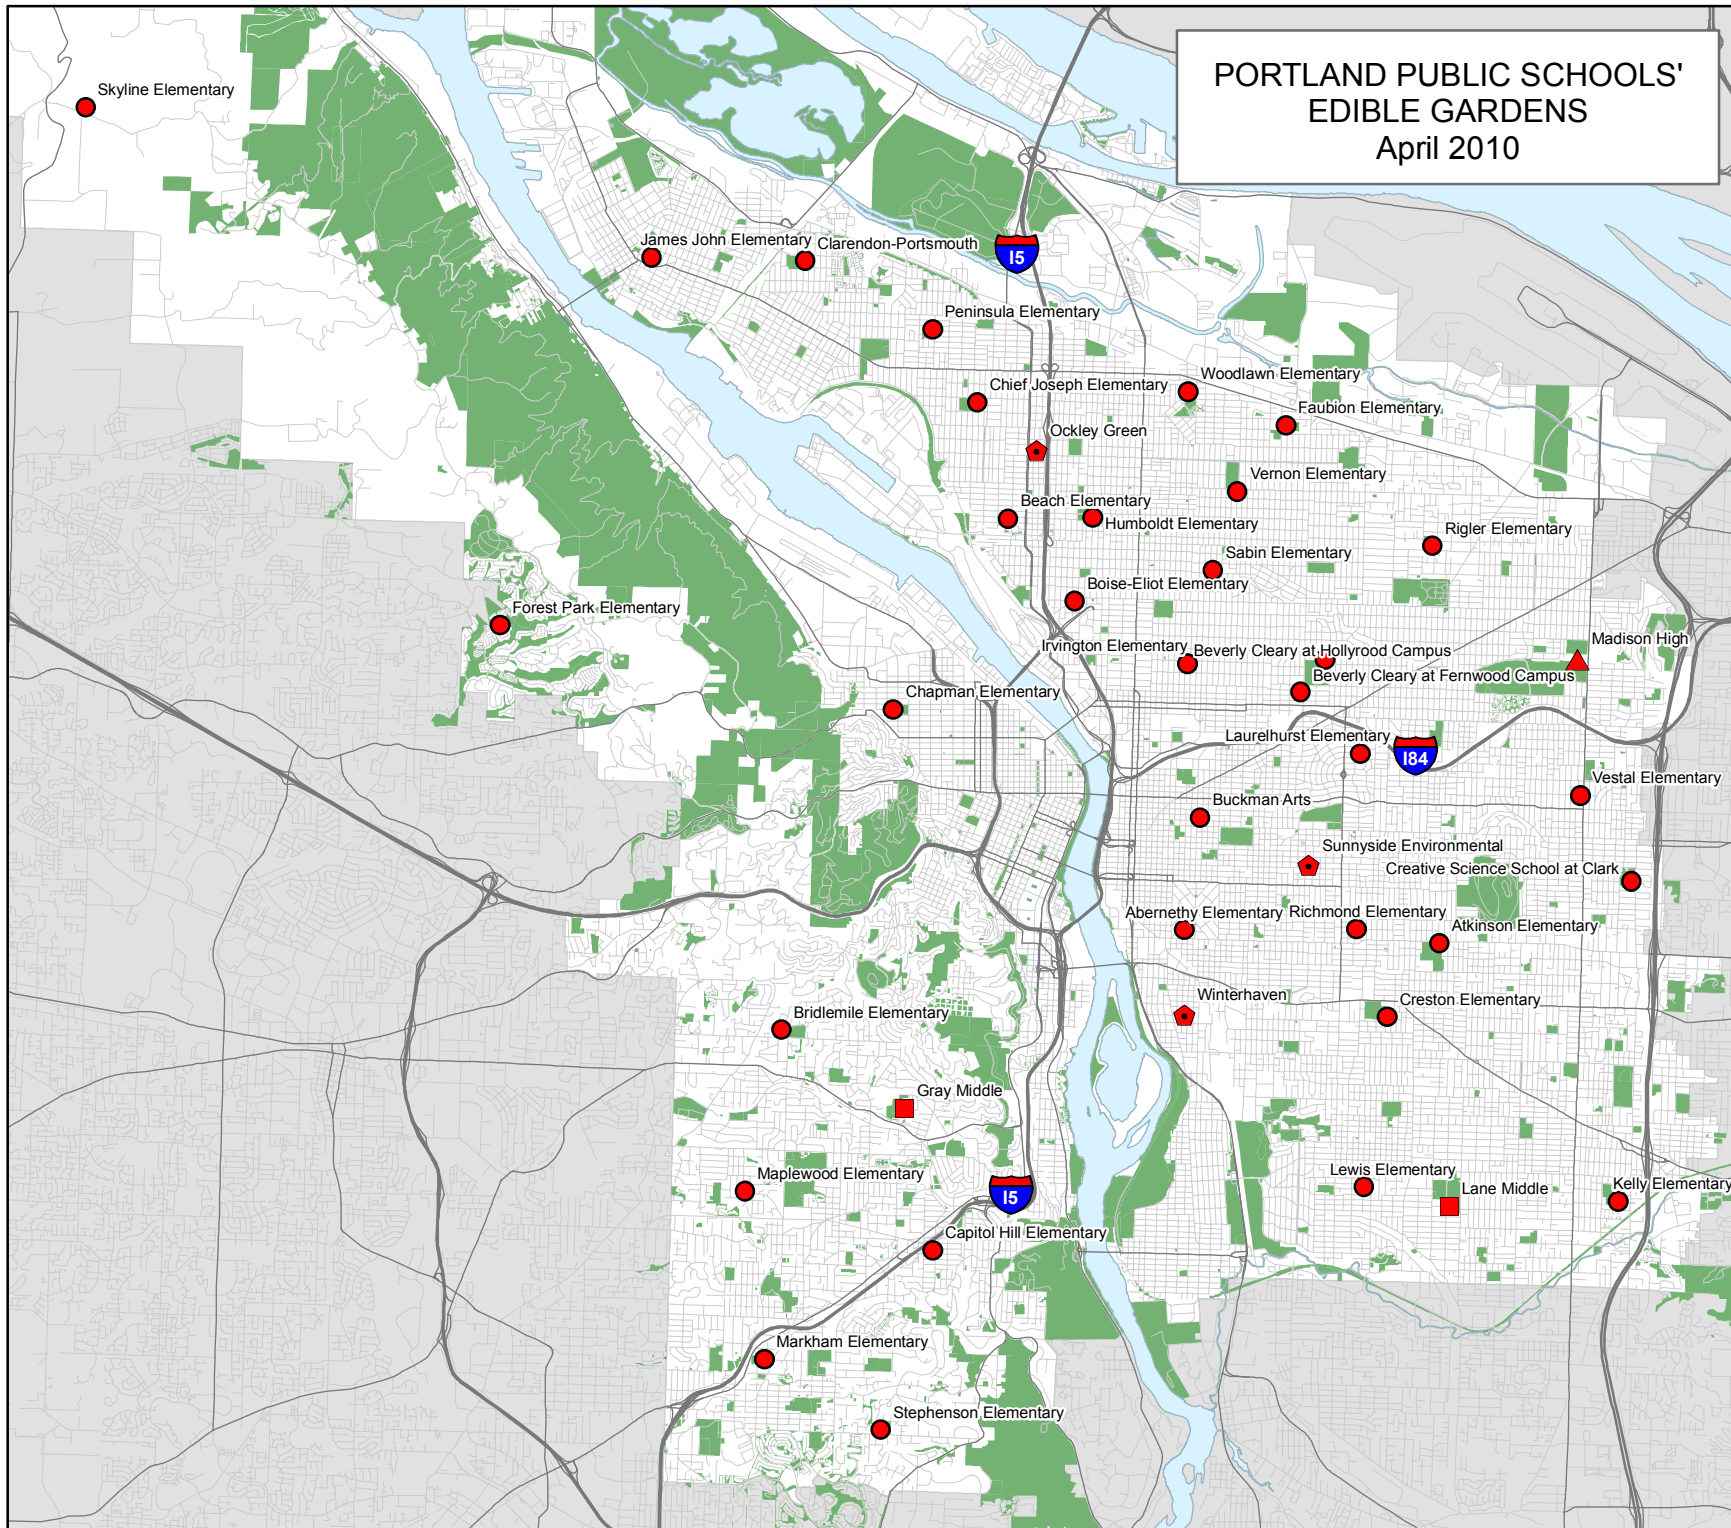 PORTLAND PUBLIC SCHOOLS'
EDIBLE GARDENS
April 2010
Skyline Elementary
James John Elementary
Clarendon-Portsmouth
I5
Peninsula Elementary
Chief Joseph Elementary
Woodlawn Elementary
Faubion Elementary
Ockley Green
Vernon Elementary
Beach Elementary
Humboldt Elementary
Rigler Elementary
Sabin Elementary
Boise-Eliot Elementary
Forest Park Elementary
Madison High
Irvington Elementary
Beverly Cleary at Hollyrood Campus
Beverly Cleary at Fernwood Campus
Chapman Elementary
Laurelhurst Elementary
I84
Vestal Elementary
Buckman Arts
Sunnyside Environmental
Creative Science School at Clark
Abernethy Elementary
Richmond Elementary
Atkinson Elementary
Winterhaven
Creston Elementary
Bridlemile Elementary
Gray Middle
Maplewood Elementary
Lewis Elementary
Lane Middle
Kelly Elementary
I5
Capitol Hill Elementary
Markham Elementary
Stephenson Elementary